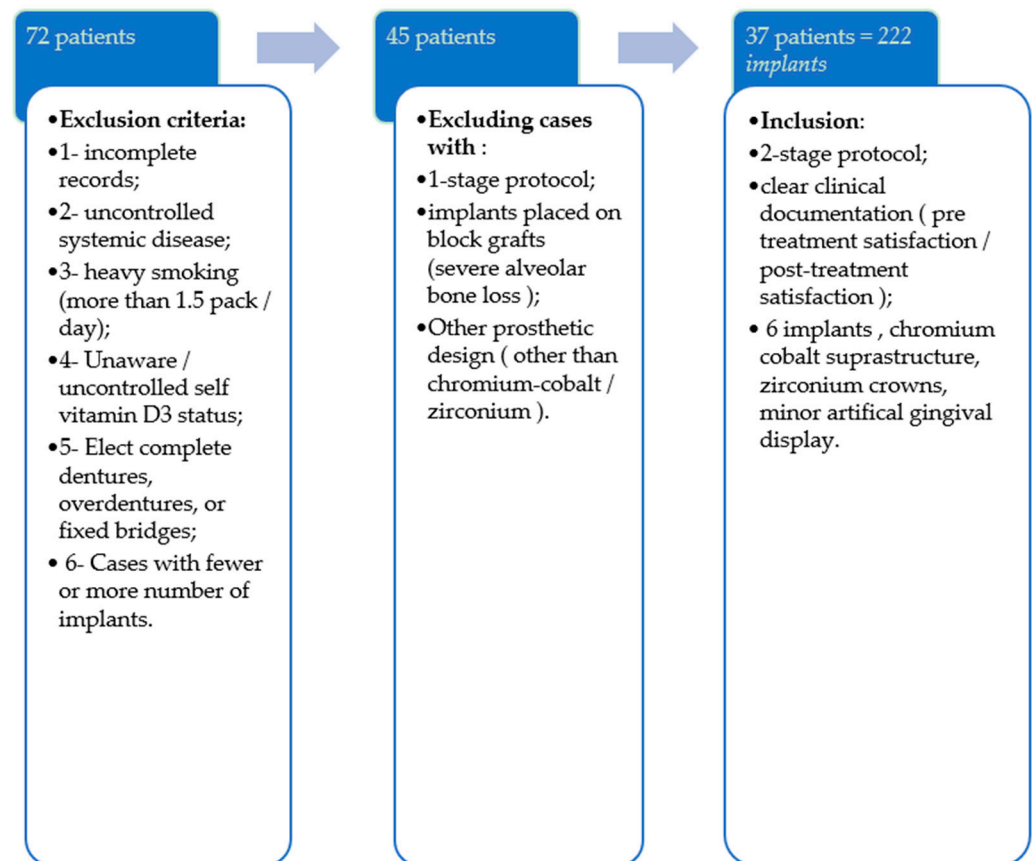 72 patients
•Exclusion criteria:
•1- incomplete
records;
•2- uncontrolled
systemic disease;
•3- heavy smoking
(more than 1.5 pack /
day);
•4- Unaware /
uncontrolled self
vitamin D3 status;
•5- Elect complete
dentures,
overdentures, or
fixed bridges;
• 6- Cases with fewer
or more number of
implants.
45 patients
•Excluding cases
with :
•1-stage protocol;
•implants placed on
block grafts
(severe alveolar
bone loss );
•Other prosthetic
design ( other than
chromium-cobalt /
zirconium ).
37 patients = 222
implants
•Inclusion:
•2-stage protocol;
•clear clinical
documentation ( pre
treatment satisfaction /
post-treatment
satisfaction );
• 6 implants , chromium
cobalt suprastructure,
zirconium crowns,
minor artifical gingival
display.